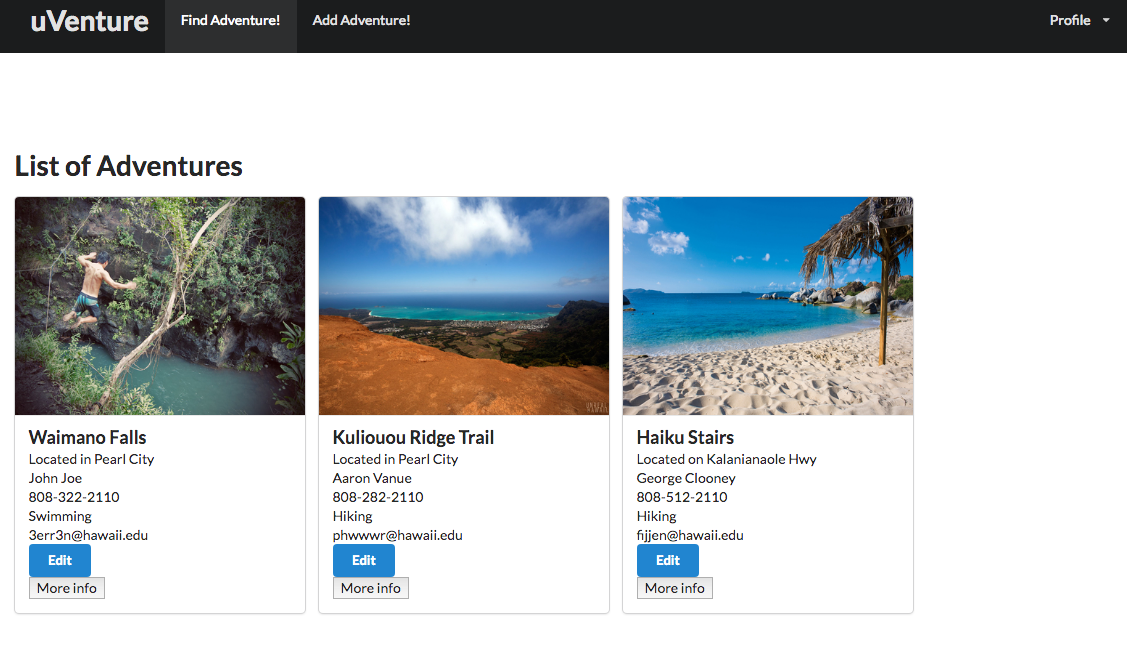 uVenture
Find Adventure!
Add Adventure!
Profile
List of Adventures
Waimano Falls
Located in Pearl City
John Joe
808-322-2110
Swimming
3err3n@hawaii.edu
Edit
More info
Kuliouou Ridge Trail
Located in Pearl City
Aaron Vanue
808-282-2110
Hiking
phwwwr@hawaii.edu
Edit
More info
Haiku Stairs
Located on Kalanianaole Hwy
George Clooney
808-512-2110
Hiking
fijjen@hawaii.edu
Edit
More info